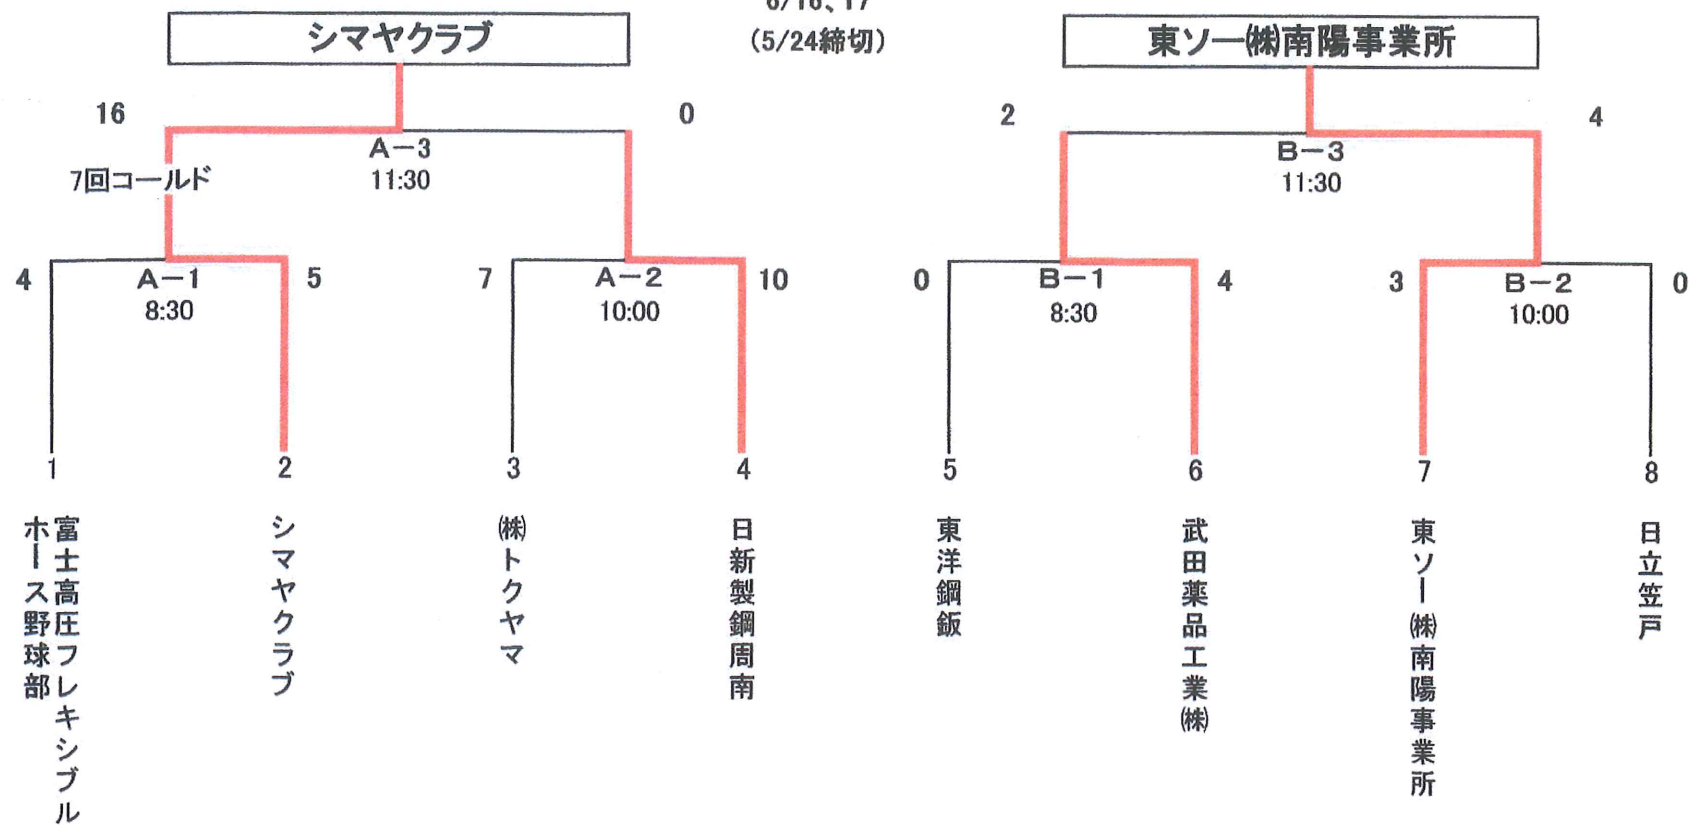 6/16、17
(5/24締切)
シマヤクラブ
東ソー㈱南陽事業所
16
0
A-3
11:30
7回コールド
2
4
B-3
11:30
4
A-1
8:30
5
7
A-2
10:00
10
0
B-1
8:30
4
3
B-2
10:00
0
1
2
3
4
5
6
7
8
富士高圧フレキシブル
ホース野球部
シマヤクラブ
㈱トクヤマ
日新製鋼周南
東洋鋼鈑
武田薬品工業㈱
東ソー㈱南陽事業所
日立笠戸